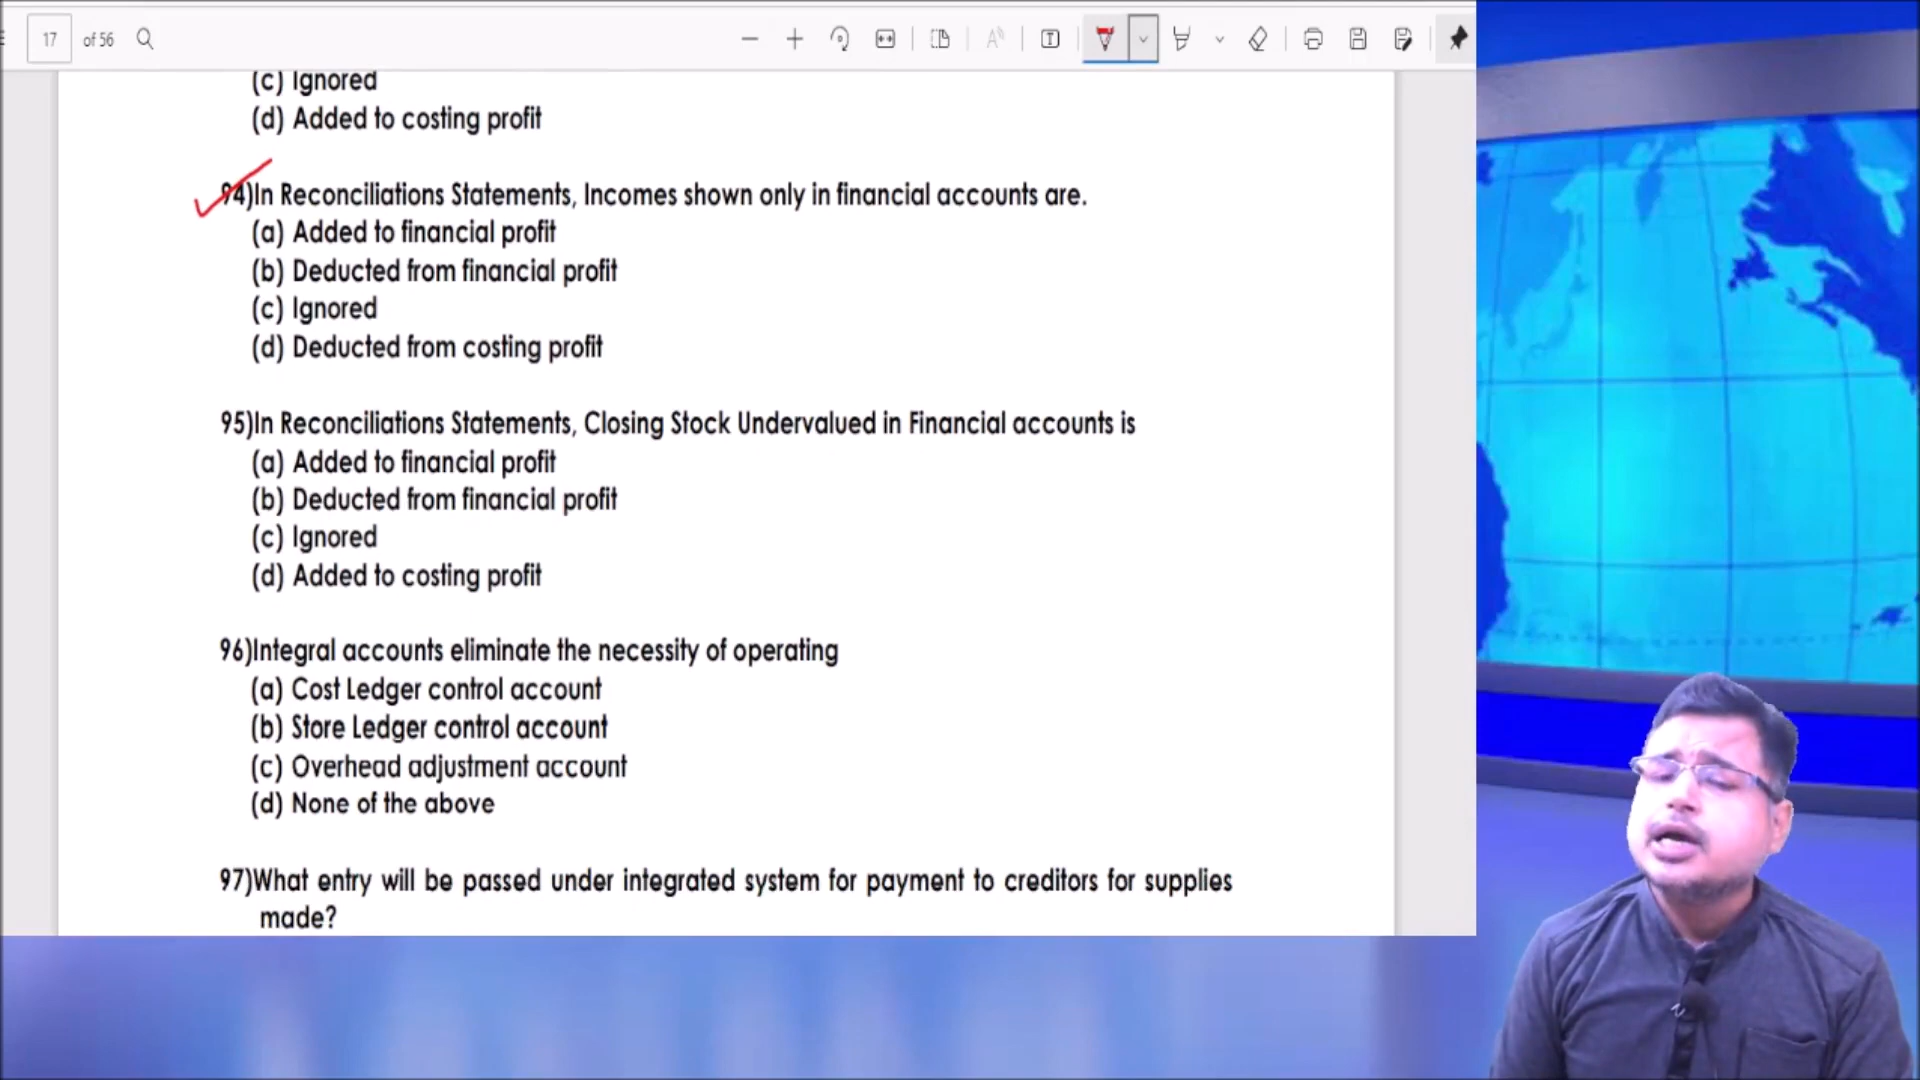 17 of 56
(c) Ignored
(d) Added to costing profit
94)In Reconciliations Statements, Incomes shown only in financial accounts are.
(a) Added to financial profit
(b) Deducted from financial profit
(c) Ignored
(d) Deducted from costing profit
95)In Reconciliations Statements, Closing Stock Undervalued in Financial accounts is
(a) Added to financial profit
(b) Deducted from financial profit
(c) Ignored
(d) Added to costing profit
96)Integral accounts eliminate the necessity of operating
(a) Cost Ledger control account
(b) Store Ledger control account
(c) Overhead adjustment account
(d) None of the above
97)What entry will be passed under integrated system for payment to creditors for supplies
made?